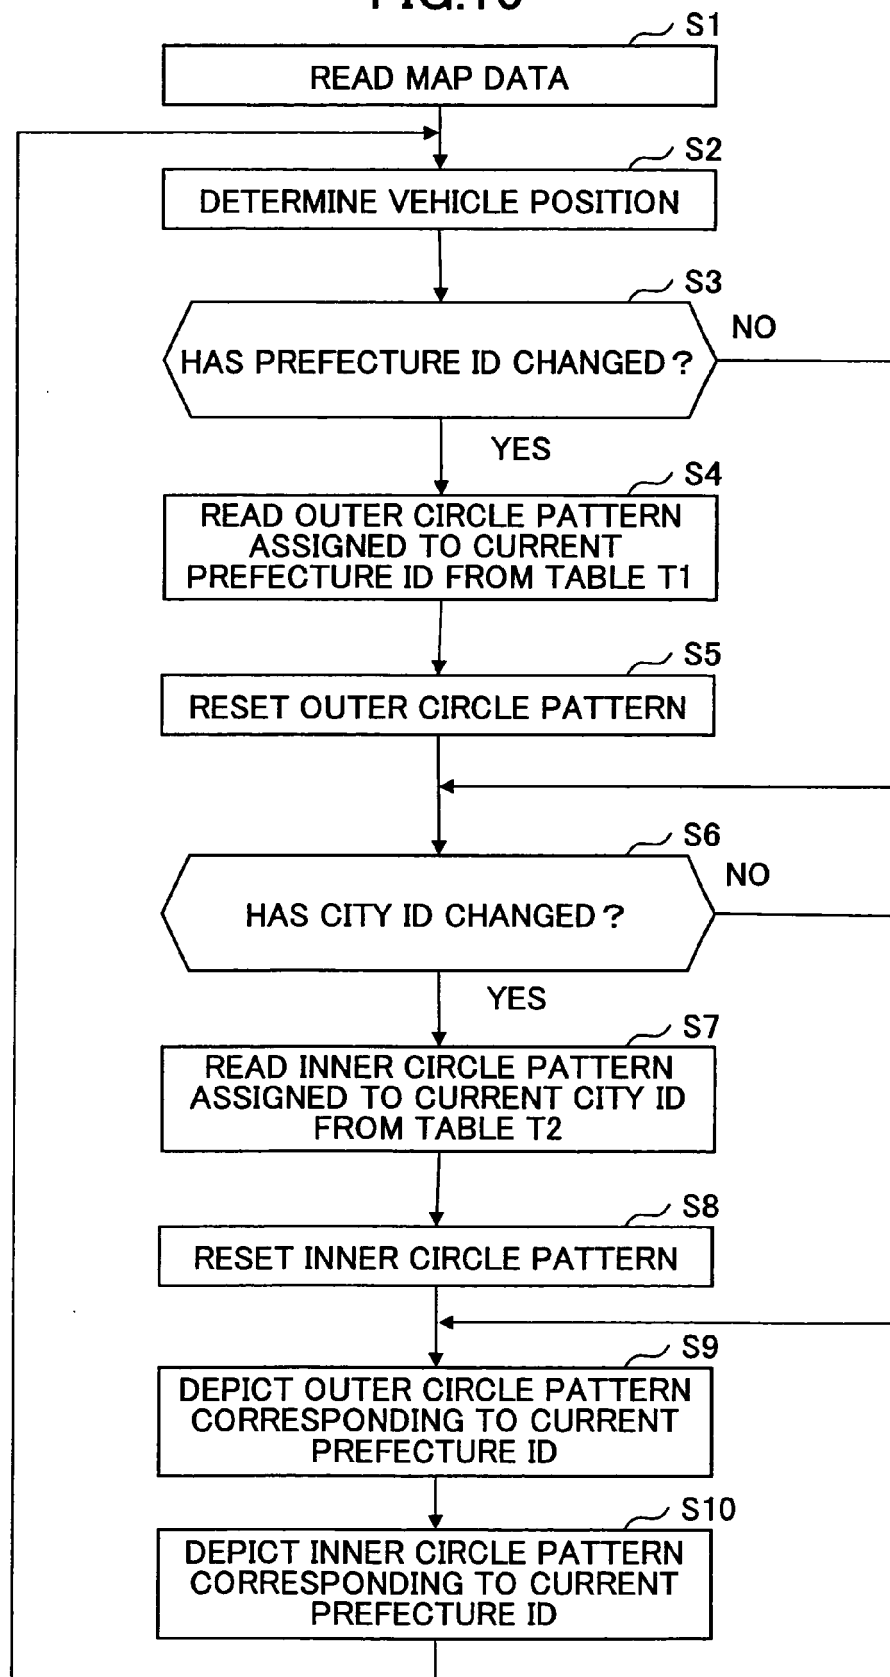 FIG.10
S1
READ MAP DATA
S2
DETERMINE VEHICLE POSITION
S3
HAS PREFECTURE ID CHANGED?
NO
YES
S4
READ OUTER CIRCLE PATTERN
ASSIGNED TO CURRENT
PREFECTURE ID FROM TABLE T1
S5
RESET OUTER CIRCLE PATTERN
S6
HAS CITY ID CHANGED?
NO
YES
S7
READ INNER CIRCLE PATTERN
ASSIGNED TO CURRENT CITY ID
FROM TABLE T2
S8
RESET INNER CIRCLE PATTERN
S9
DEPICT OUTER CIRCLE PATTERN
CORRESPONDING TO CURRENT
PREFECTURE ID
S10
DEPICT INNER CIRCLE PATTERN
CORRESPONDING TO CURRENT
PREFECTURE ID